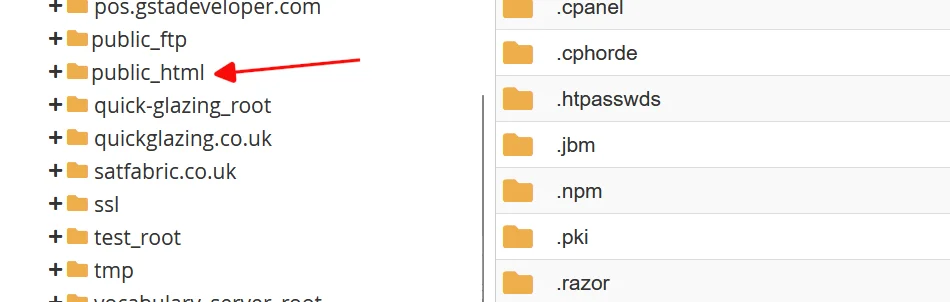 pos.gstadeveloper.com
public_ftp
public_html
quick-glazing_root
quickglazing.co.uk
satfabric.co.uk
ssl
test_root
tmp
vocabulary_server_root
.cpanel
.cphorde
.htpasswds
.jbm
.npm
.pki
.razor